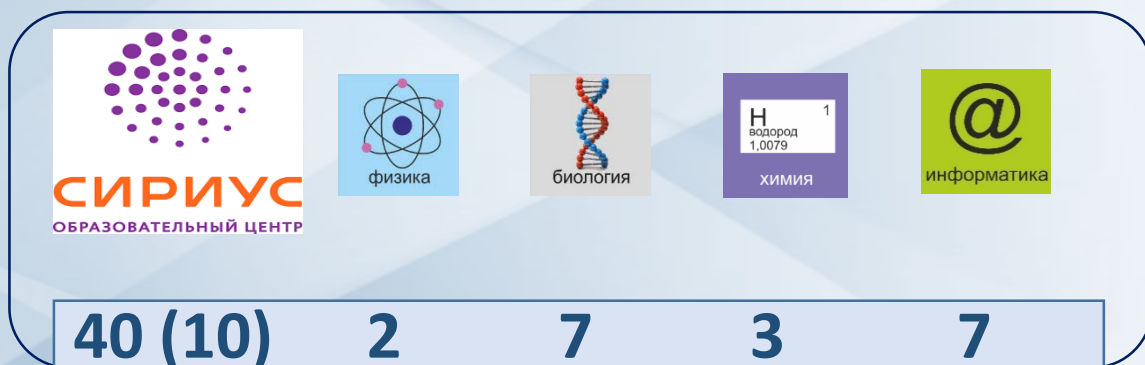 СИРИУС
ОБРАЗОВАТЕЛЬНЫЙ ЦЕНТР
физика
биология
H 1
водород
1,0079
химия
@
информатика
40 (10) 2 7 3 7